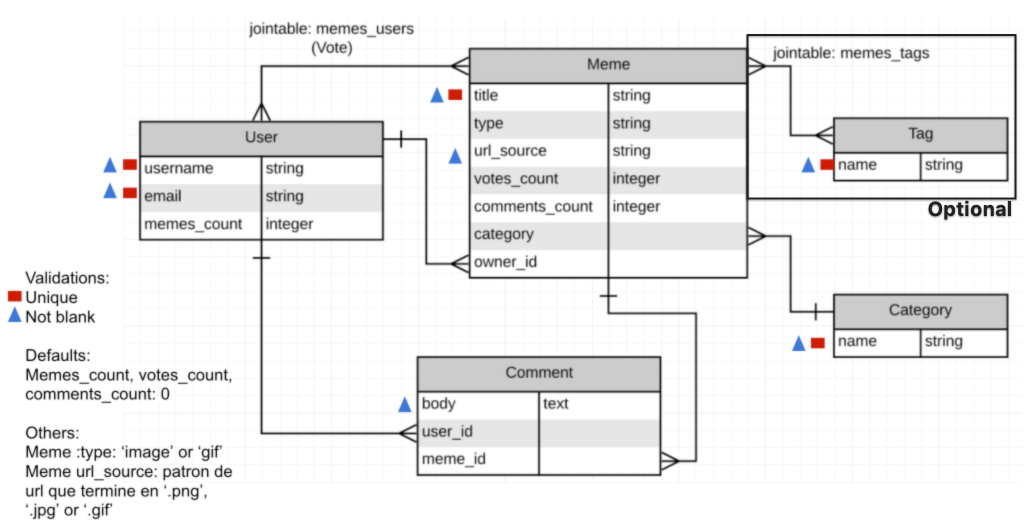 jointable: memes_users
(Vote)
User
username string
email string
memes_count integer
Meme
title string
type string
url_source string
votes_count integer
comments_count integer
category
owner_id
jointable: memes_tags
Tag
name string
Optional
Category
name string
Comment
body text
user_id
meme_id
Validations:
Unique
Not blank
Defaults:
Memes_count, votes_count,
comments_count: 0
Others:
Meme :type: ‘image’ or ‘gif’
Meme url_source: patron de
url que termine en ‘.png’,
‘.jpg’ or ‘.gif’